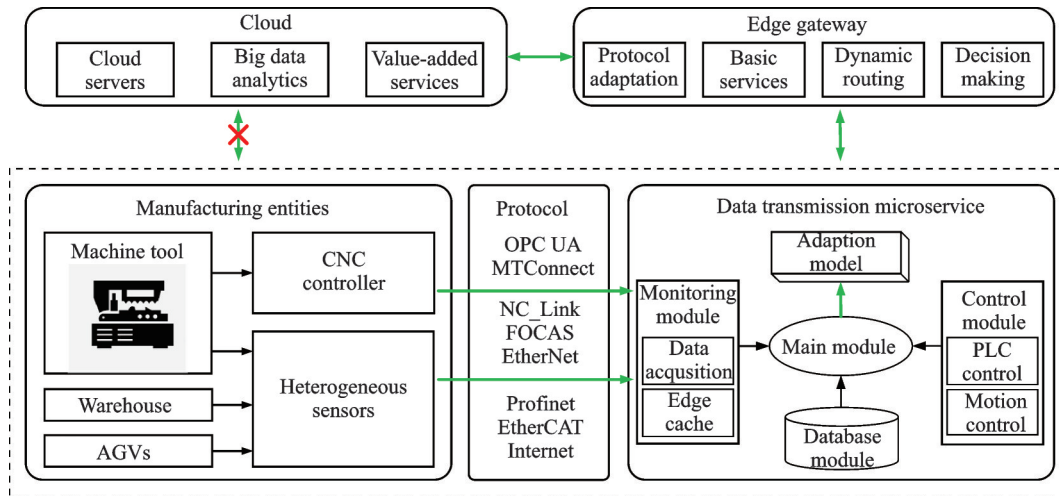 Cloud
Cloud
servers
Big data
analytics
Value-added
services
Edge gateway
Protocol
adaptation
Basic
services
Dynamic
routing
Decision
making
Manufacturing entities
Machine tool
CNC
controller
Heterogeneous
sensors
Warehouse
AGVs
Protocol
OPC UA
MTConnect
NC_Link
FOCAS
EtherNet
Profinet
EtherCAT
Internet
Data transmission microservice
Adaption
model
Monitoring
module
Data
acqusition
Edge
cache
Main module
Database
module
Control
module
PLC
control
Motion
control